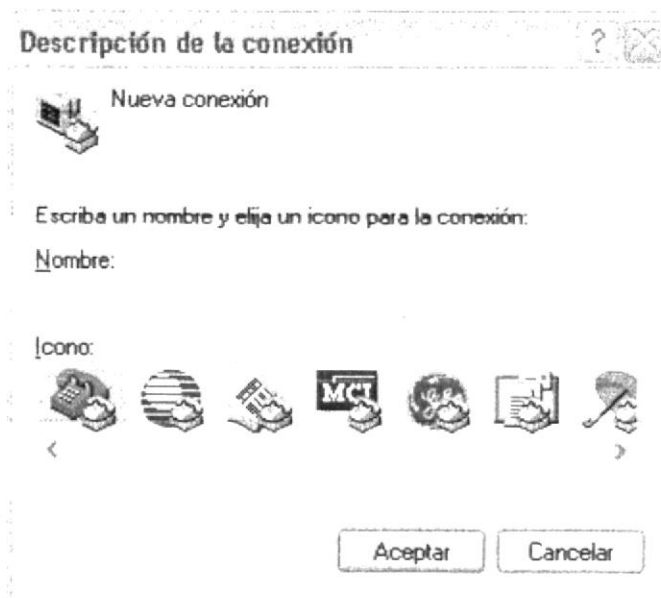 Descripción de la conexión
?
Nueva conexión
Escriba un nombre y elija un icono para la conexión:
Nombre:
Icono:
MCI
Aceptar
Cancelar